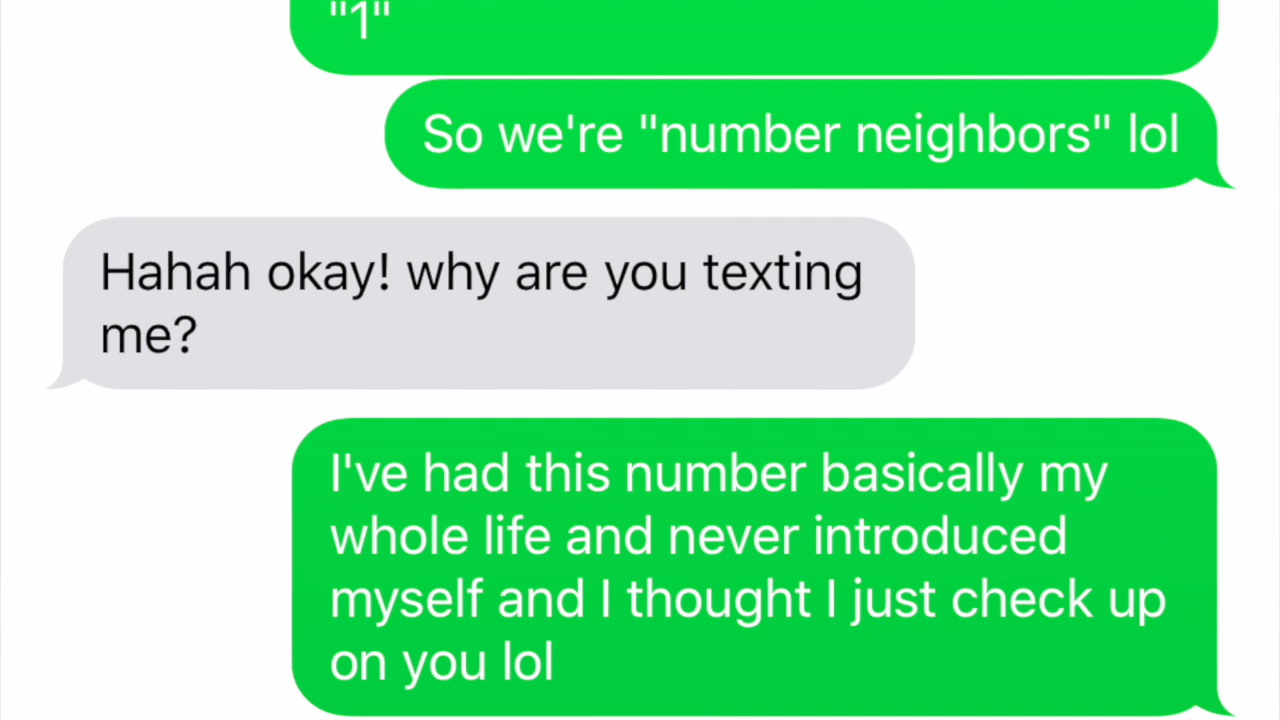 "1"
So we're "number neighbors" lol
Hahah okay! why are you texting
me?
I've had this number basically my
whole life and never introduced
myself and I thought I just check up
on you lol